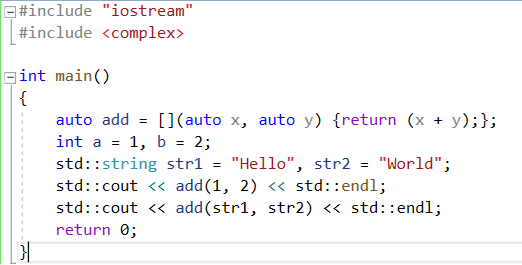 #include "iostream"
#include <complex>
int main()
{
auto add = [](auto x, auto y) {return (x + y);};
int a = 1, b = 2;
std::string str1 = "Hello", str2 = "World";
std::cout << add(1, 2) << std::endl;
std::cout << add(str1, str2) << std::endl;
return 0;
}